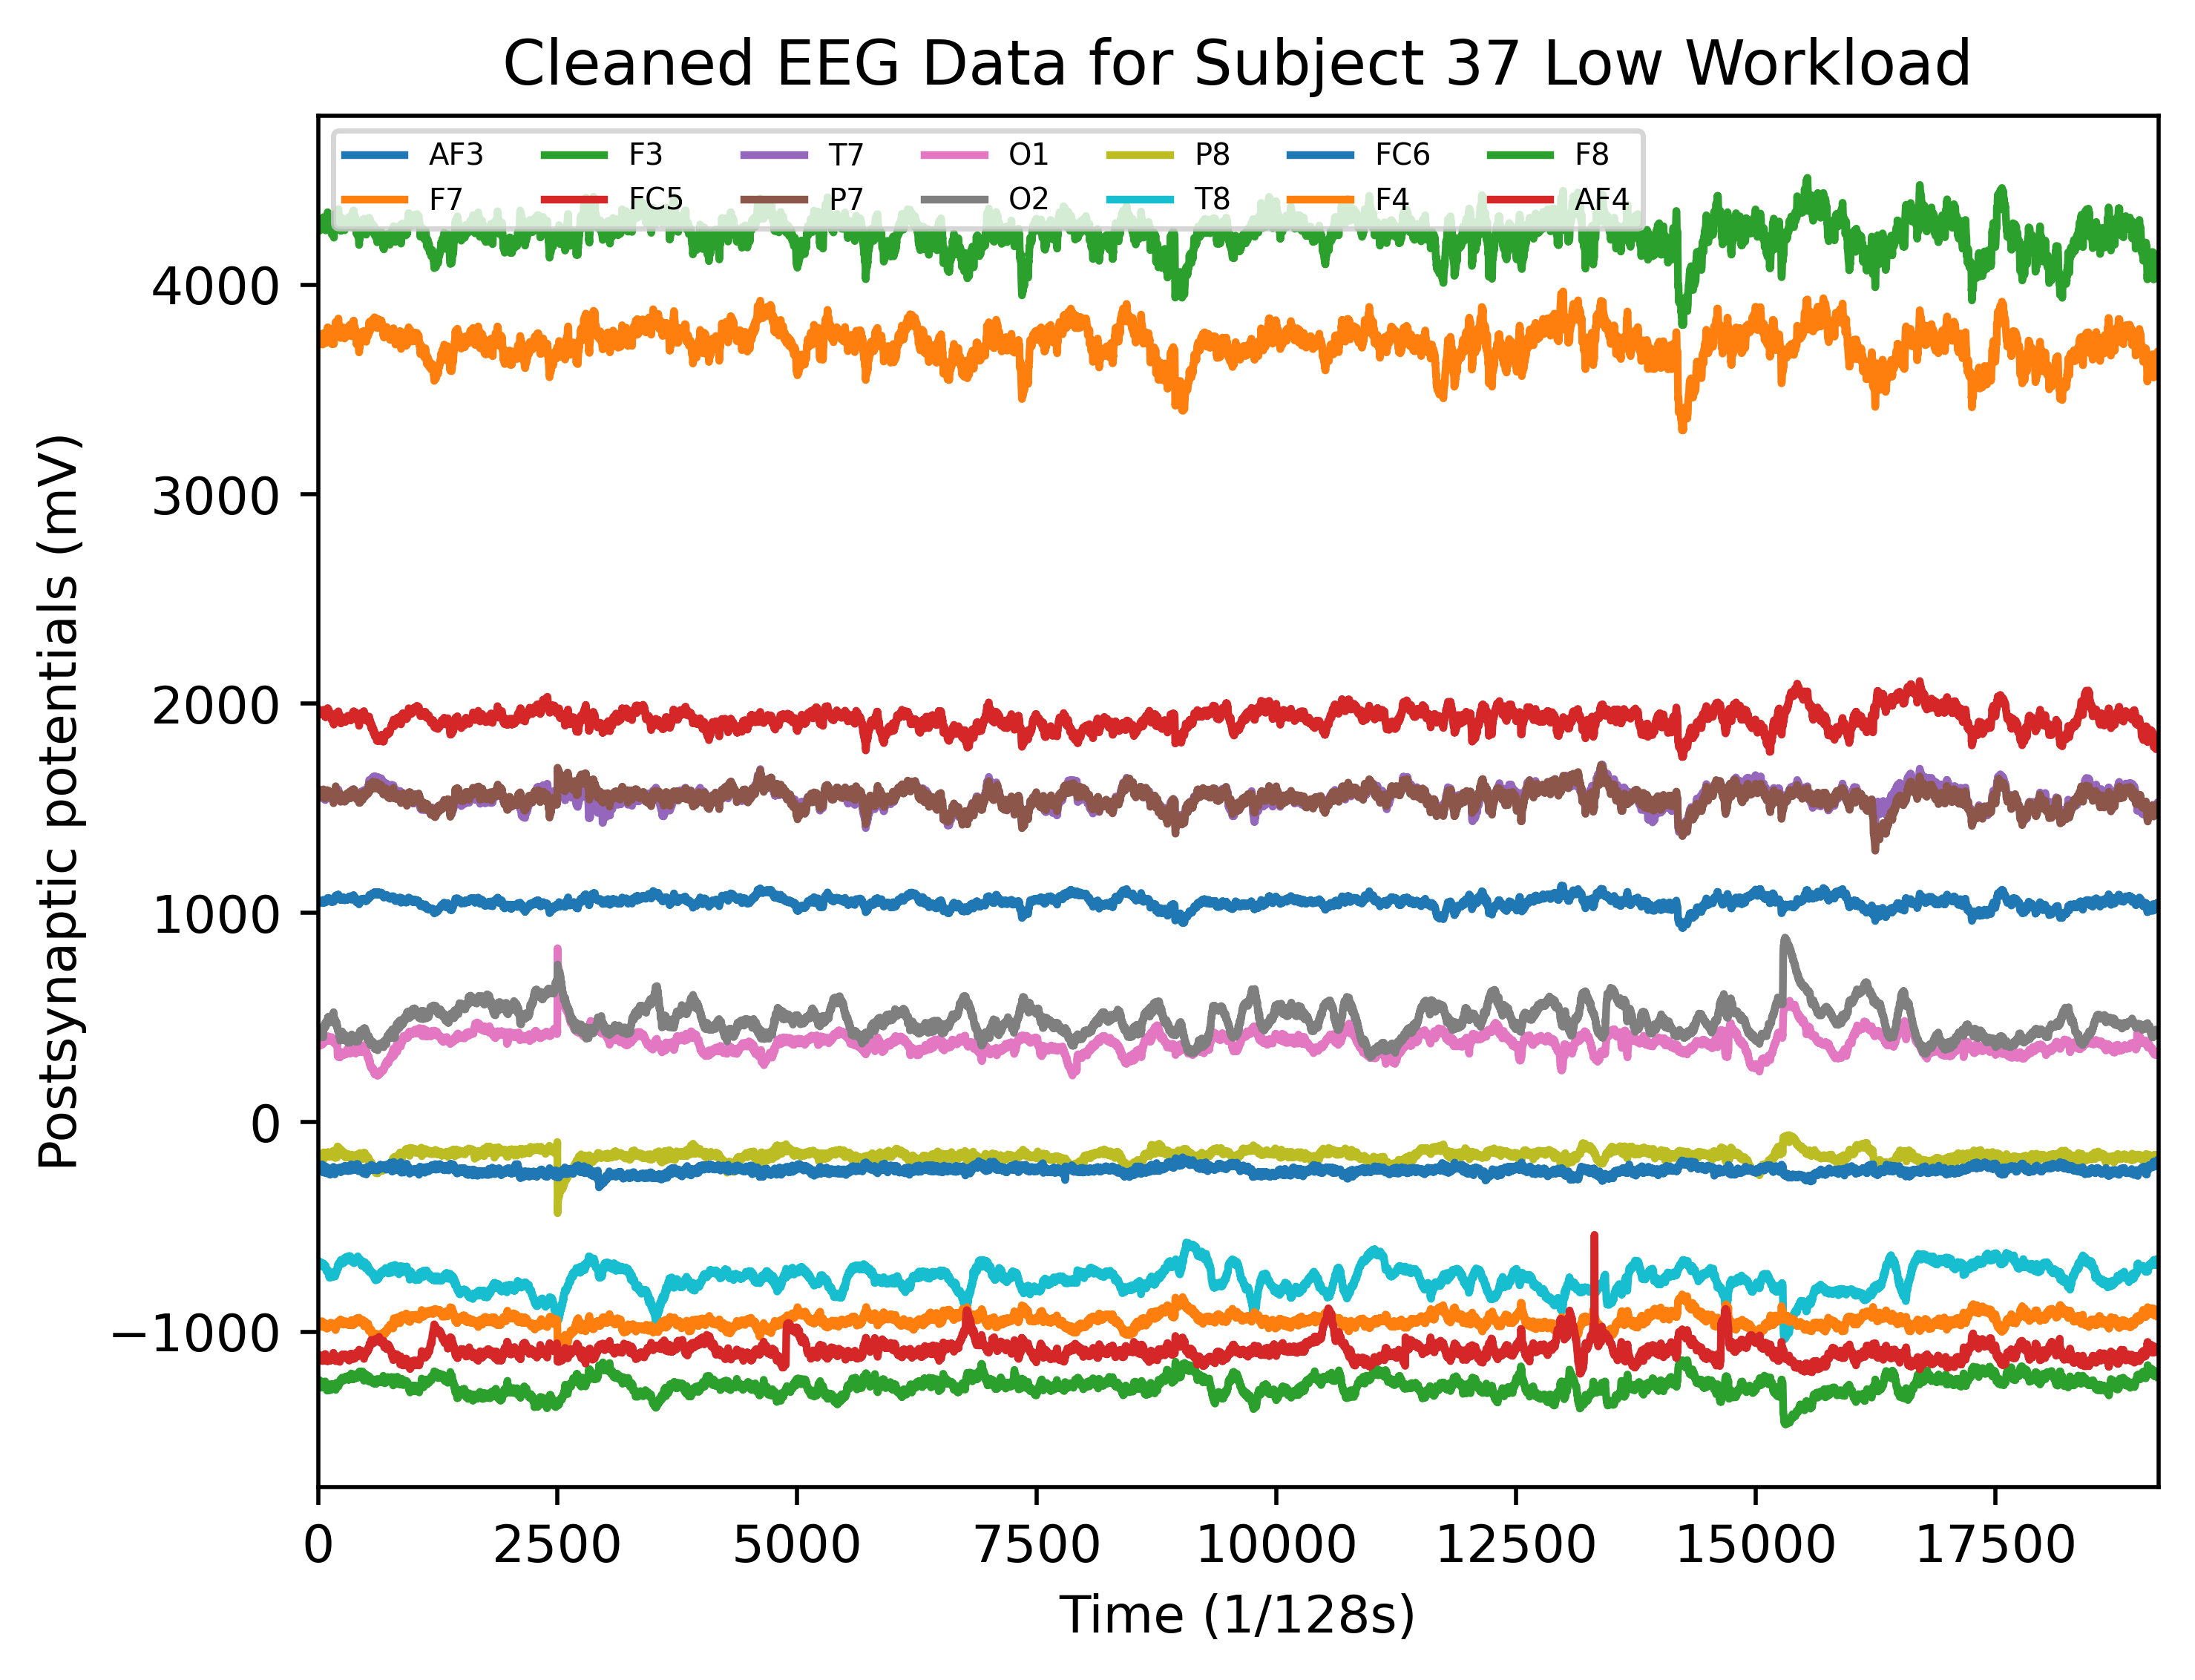 Cleaned EEG Data for Subject 37 Low Workload
AF3 F3 T7 O1 P8 FC6 F8
F7 FC5 P7 O2 T8 F4 AF4
4000
3000
2000
1000
0
−1000
Postsynaptic potentials (mV)
0 2500 5000 7500 10000 12500 15000 17500
Time (1/128s)